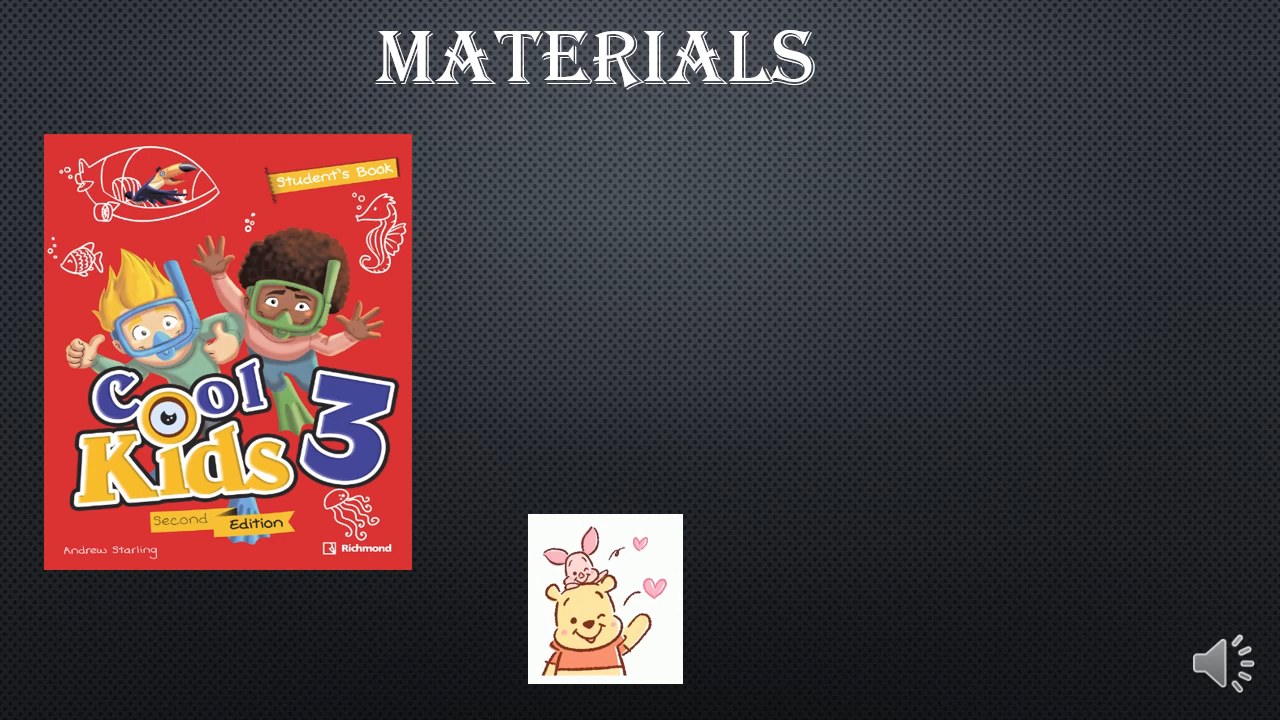 MATERIALS
Student's Book
Cool
Kids 3
Second Edition
Andrew Starling
Richmond